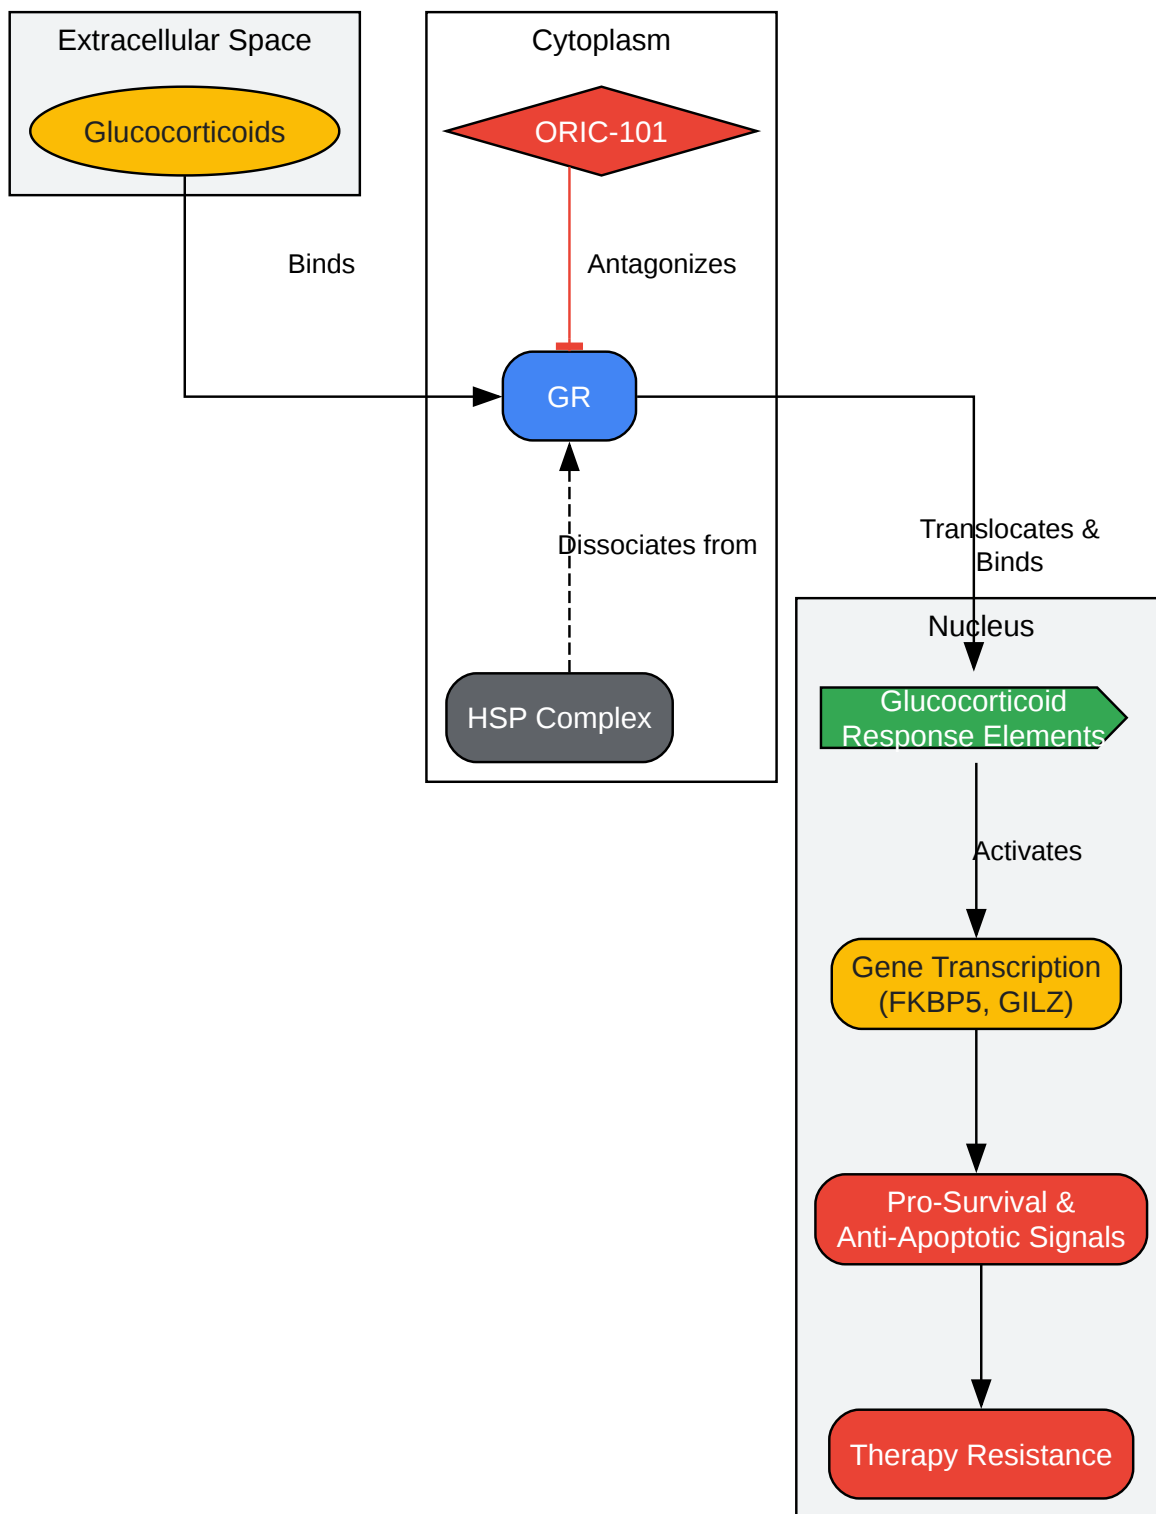 Extracellular Space
Glucocorticoids
Cytoplasm
ORIC-101
Binds
Antagonizes
GR
Dissociates from
HSP Complex
Translocates &
Binds
Nucleus
Glucocorticoid
Response Elements
Activates
Gene Transcription
(FKBP5, GILZ)
Pro-Survival &
Anti-Apoptotic Signals
Therapy Resistance